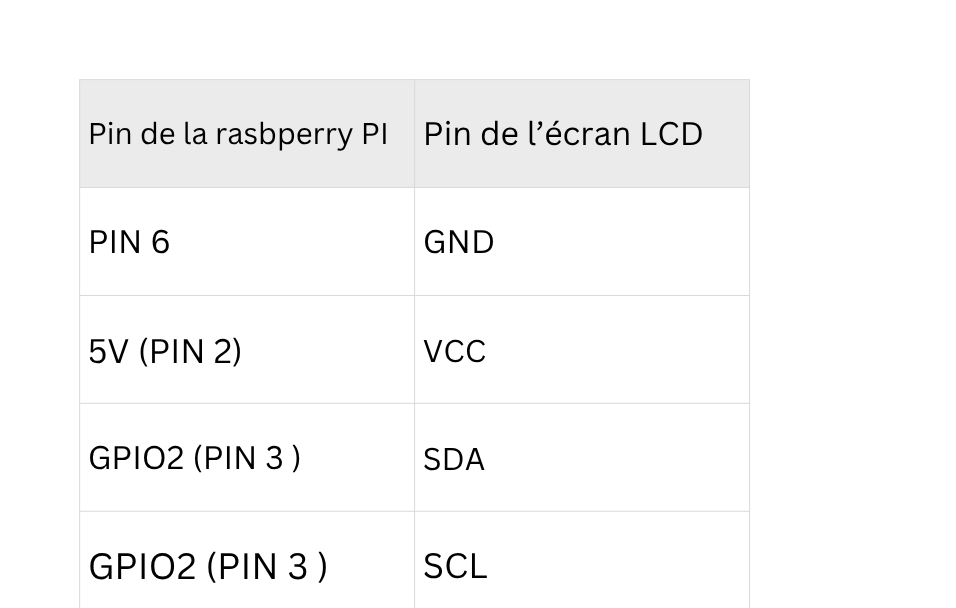 Pin de la rasbperry PI Pin de l’écran LCD
PIN 6 GND
5V (PIN 2) VCC
GPIO2 (PIN 3 ) SDA
GPIO2 (PIN 3 ) SCL